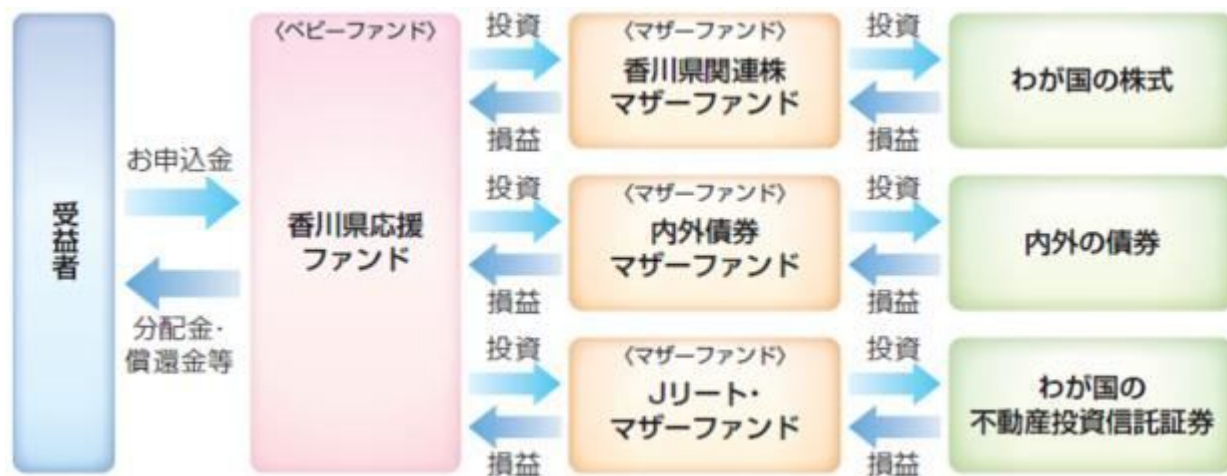 受益者
お申込金
分配金・
償還金等
〈ベビーファンド〉
香川県応援
ファンド
投資
損益
〈マザーファンド〉
香川県関連株
マザーファンド
投資
損益
わが国の株式
投資
損益
〈マザーファンド〉
内外債券
マザーファンド
投資
損益
内外の債券
投資
損益
〈マザーファンド〉
Jリート・
マザーファンド
投資
損益
わが国の
不動産投資信託証券